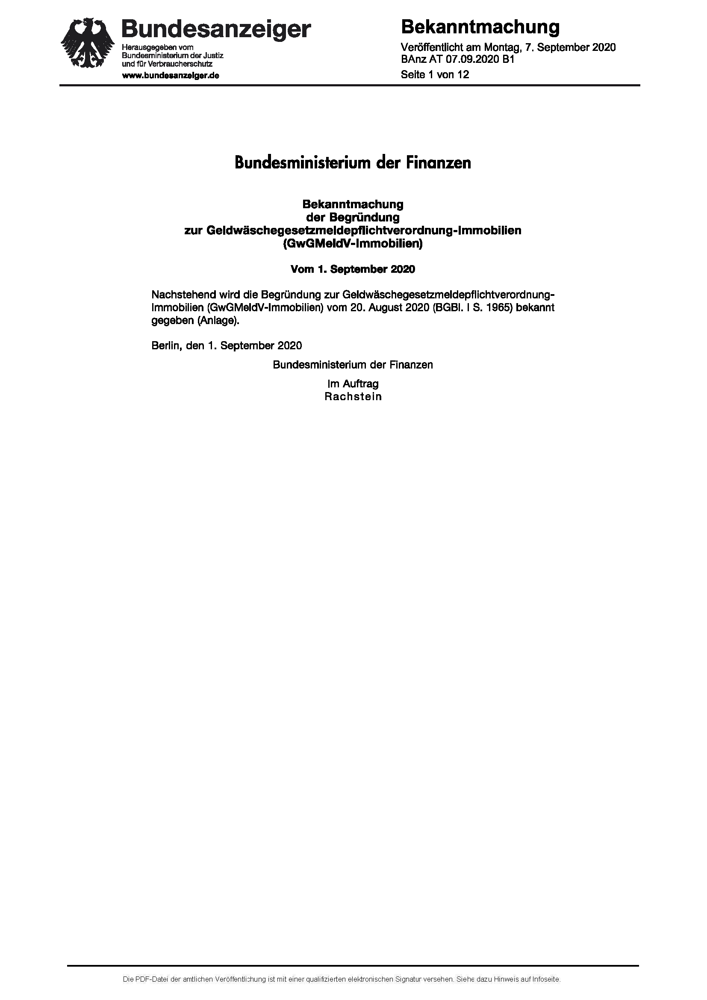 Bundesanzeiger
Herausgegeben vom
Bundesministerium der Justiz
und für Verbraucherschutz
www.bundesanzeiger.de
Bekanntmachung
Veröffentlicht am Montag, 7. September 2020
BAnz AT 07.09.2020 B1
Seite 1 von 12
Bundesministerium der Finanzen
Bekanntmachung
der Begründung
zur Geldwäschegesetzmeldepflichtverordnung-Immobilien
(GwGMeldV-Immobilien)
Vom 1. September 2020
Nachstehend wird die Begründung zur Geldwäschegesetzmeldepflichtverordnung-
Immobilien (GwGMeldV-Immobilien) vom 20. August 2020 (BGBl. I S. 1965) bekannt
gegeben (Anlage).
Berlin, den 1. September 2020
Bundesministerium der Finanzen
Im Auftrag
Rachstein
Die PDF-Datei der amtlichen Veröffentlichung ist mit einer qualifizierten elektronischen Signatur versehen. Siehe dazu Hinweis auf Infoseite.